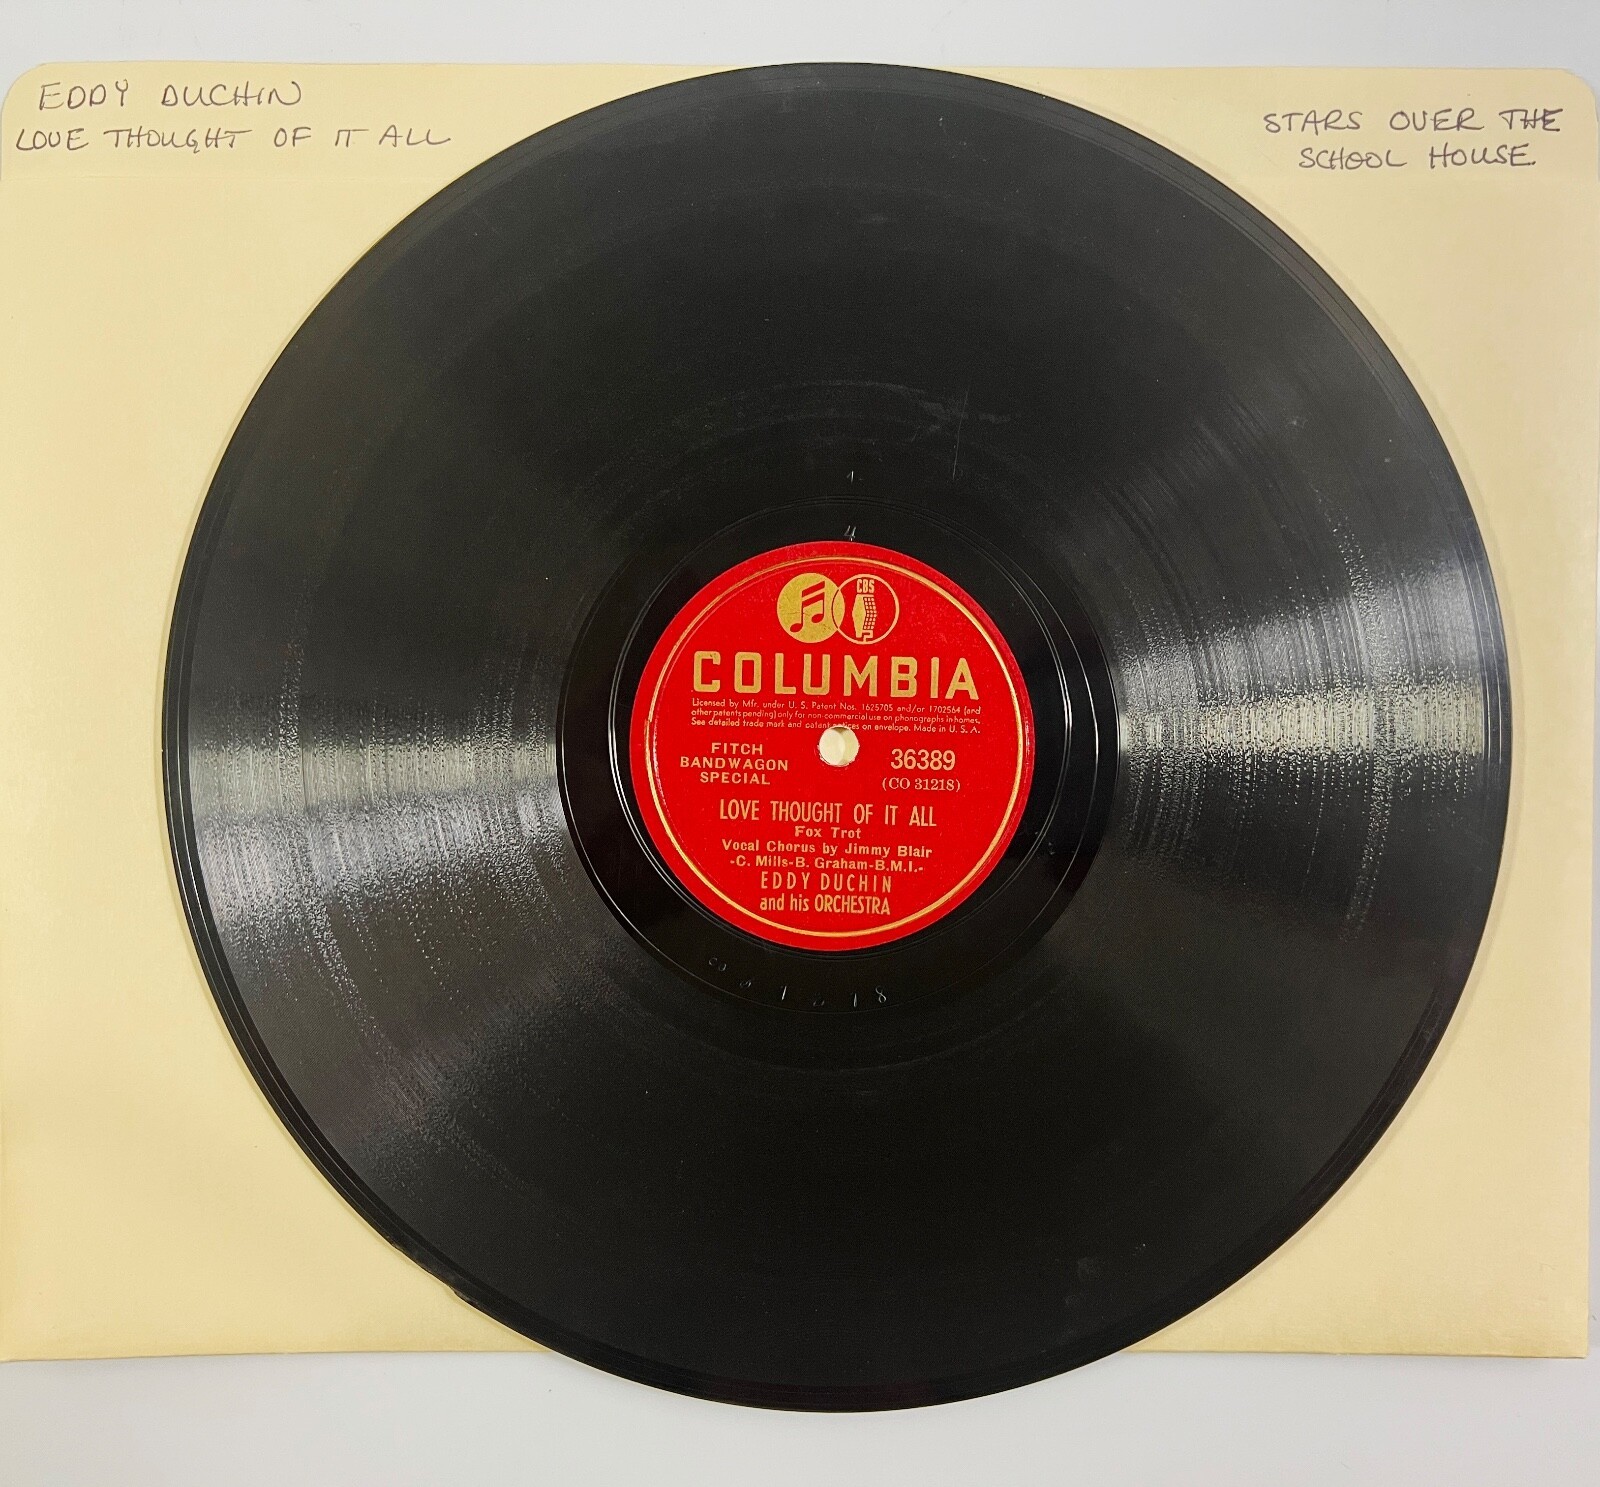 EDDY DUCHIN
LOVE THOUGHT OF IT ALL
STARS OVER THE
SCHOOL HOUSE.
4
CBS
COLUMBIA
Licensed by Mfr. under U. S. Patent Nos. 1625705 and/or 1702564 (and
other patents pending) only for non-commercial use on phonographs in homes.
See detailed trade mark and patent notices on envelope. Made in U. S. A.
FITCH
BANDWAGON
SPECIAL
36389
(CO 31218)
LOVE THOUGHT OF IT ALL
Fox Trot
Vocal Chorus by Jimmy Blair
-C. Mills-B. Graham-B.M.I.-
EDDY DUCHIN
and his ORCHESTRA